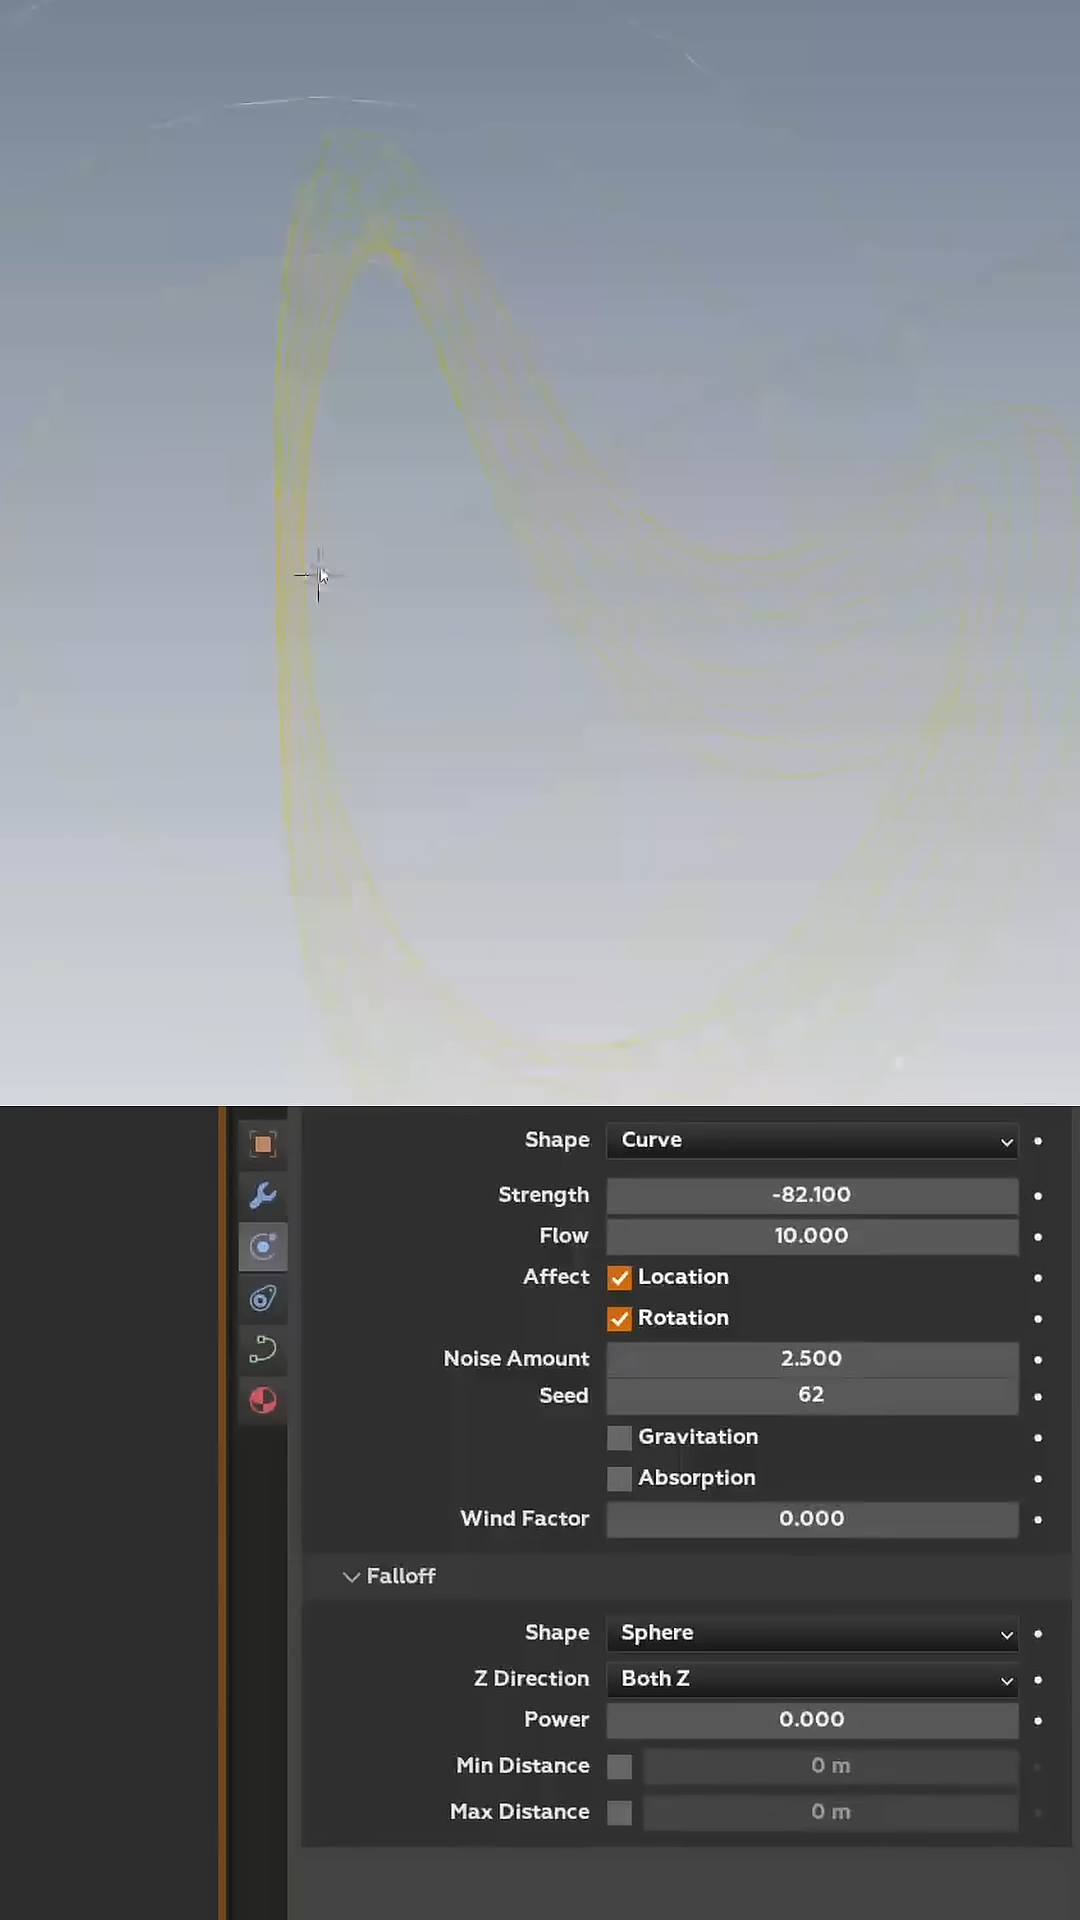 Shape Curve
Strength -82.100
Flow 10.000
Affect Location
Rotation
Noise Amount 2.500
Seed 62
Gravitation
Absorption
Wind Factor 0.000
Falloff
Shape Sphere
Z Direction Both Z
Power 0.000
Min Distance 0 m
Max Distance 0 m